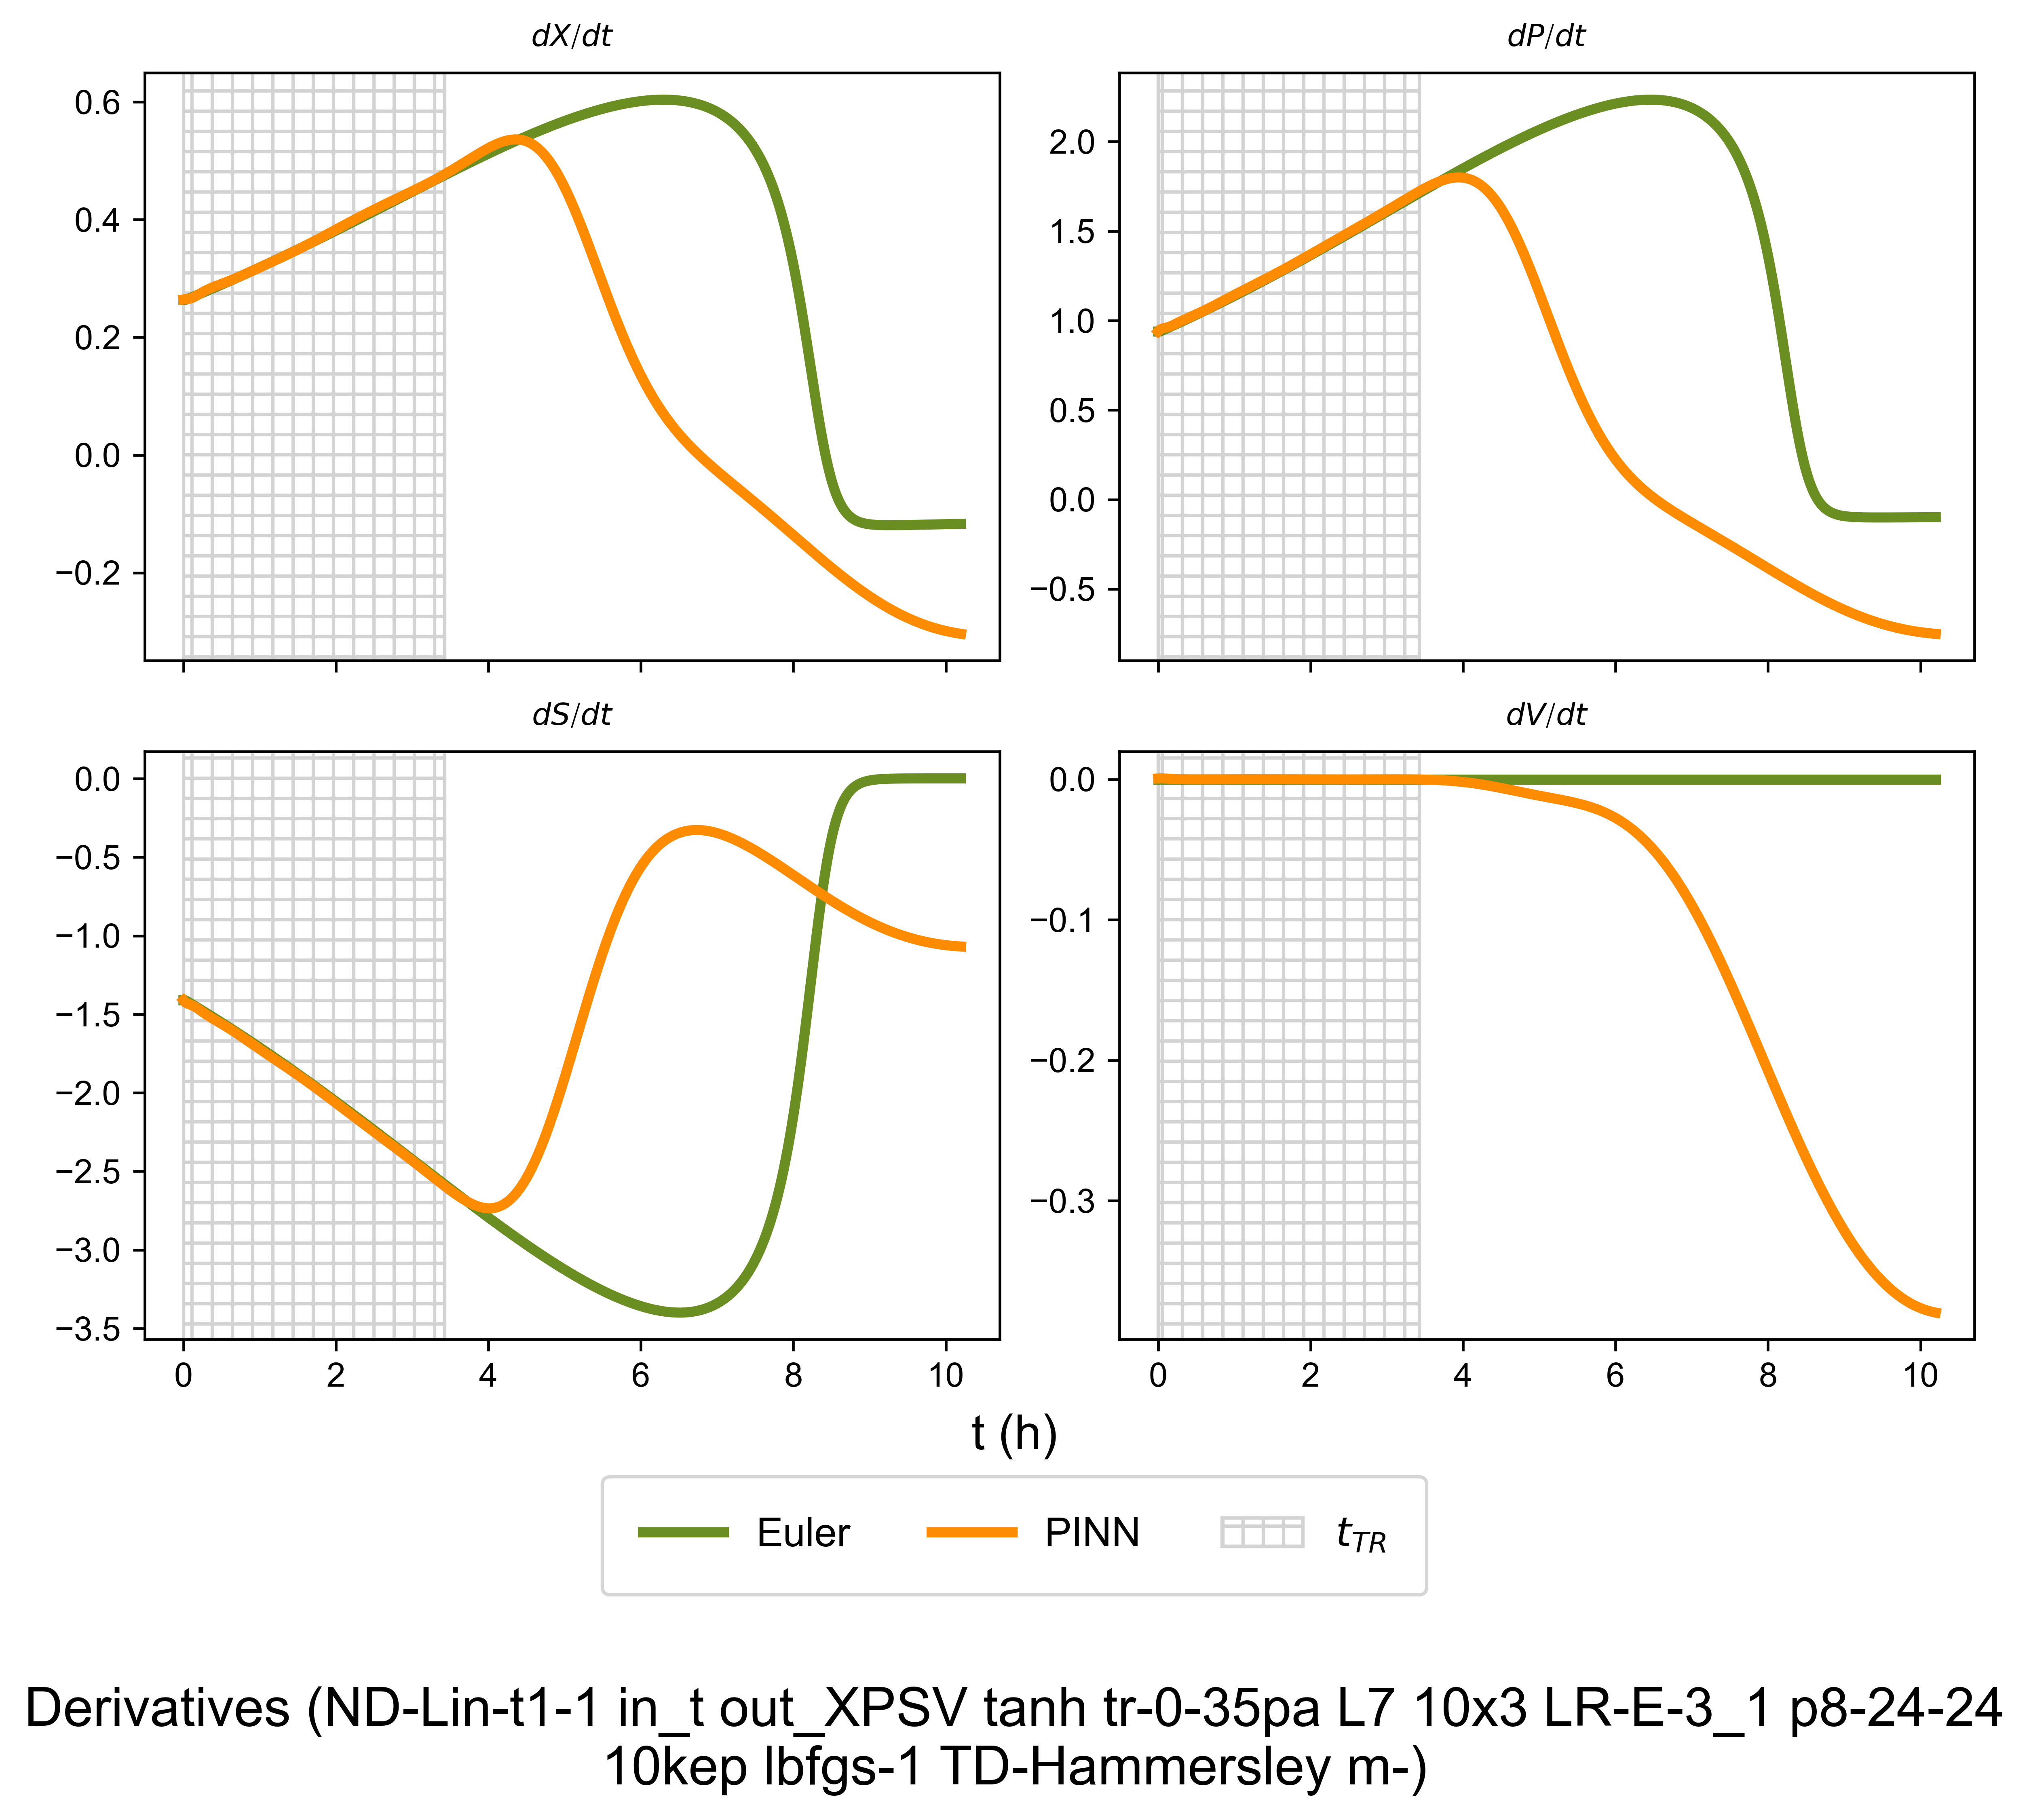 dX/dt
dP/dt
0.6
0.4
0.2
0.0
−0.2
2.0
1.5
1.0
0.5
0.0
−0.5
dS/dt
dV/dt
0.0
−0.5
−1.0
−1.5
−2.0
−2.5
−3.0
−3.5
0 2 4 6 8 10
0.0
−0.1
−0.2
−0.3
0 2 4 6 8 10
t (h)
Euler PINN t_TR
Derivatives (ND-Lin-t1-1 in_t out_XPSV tanh tr-0-35pa L7 10x3 LR-E-3_1 p8-24-24
10kep lbfgs-1 TD-Hammersley m-)